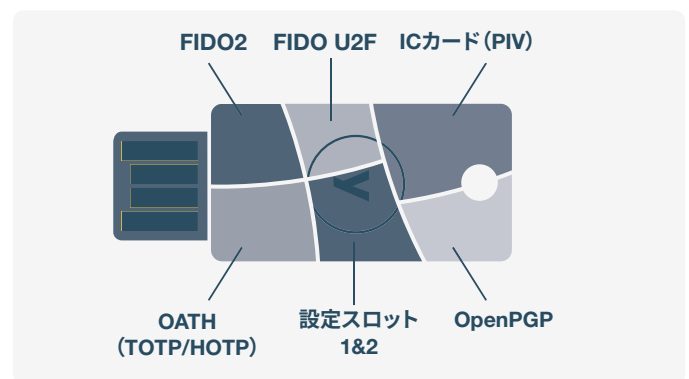 FIDO2
FIDO U2F
ICカード（PIV）
OATH
（TOTP/HOTP）
設定スロット
1&2
OpenPGP